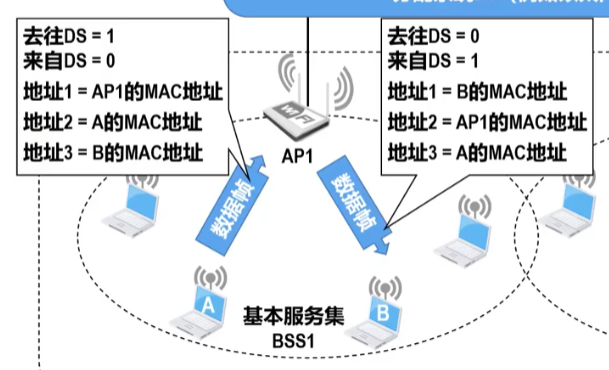 去往DS = 1
来自DS = 0
地址1 = AP1的MAC地址
地址2 = A的MAC地址
地址3 = B的MAC地址
去往DS = 0
来自DS = 1
地址1 = B的MAC地址
地址2 = AP1的MAC地址
地址3 = A的MAC地址
WiFi
AP1
数据帧
数据帧
A
基本服务集
BSS1
B